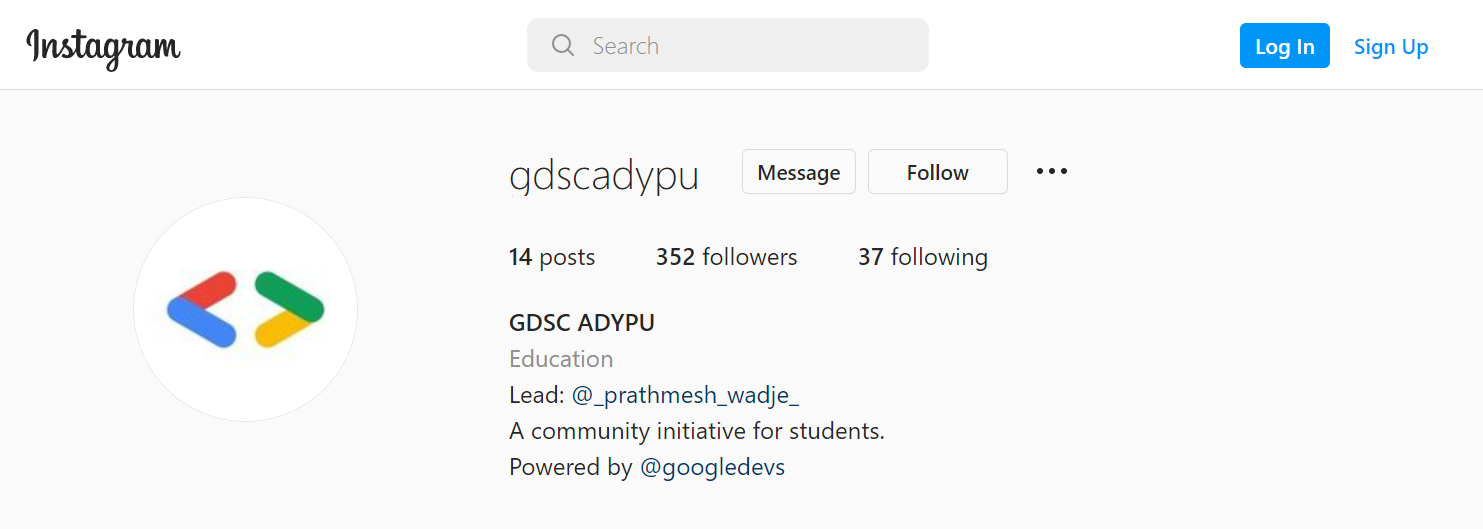 Instagram Search Log In Sign Up
gdscadypu Message Follow
14 posts 352 followers 37 following
GDSC ADYPU
Education
Lead: @_prathmesh_wadje_
A community initiative for students.
Powered by @googledevs